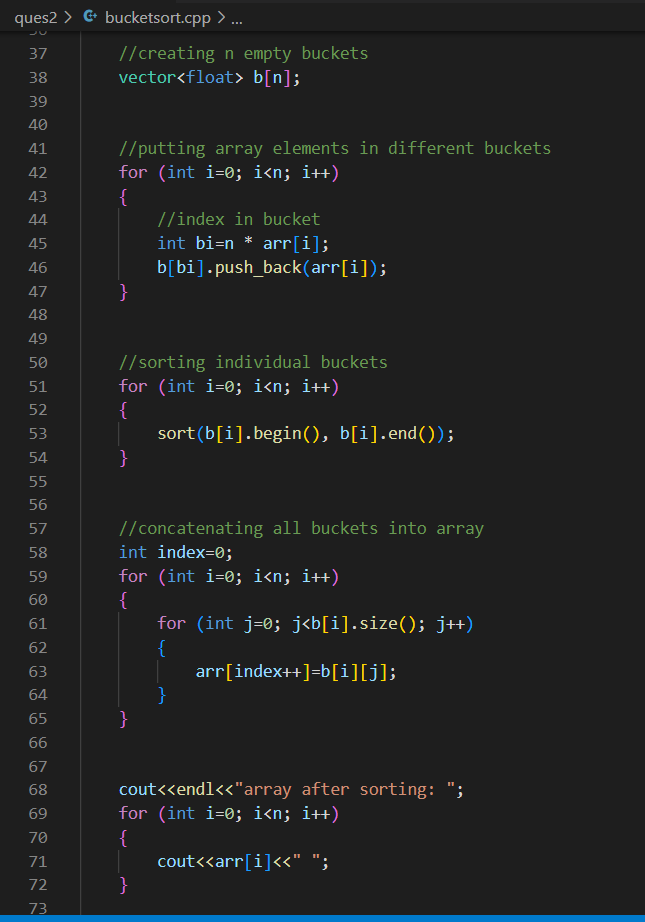 ques2 > bucketsort.cpp > ...
37 //creating n empty buckets
38 vector<float> b[n];
39
40
41 //putting array elements in different buckets
42 for (int i=0; i<n; i++)
43 {
44 //index in bucket
45 int bi=n * arr[i];
46 b[bi].push_back(arr[i]);
47 }
48
49
50 //sorting individual buckets
51 for (int i=0; i<n; i++)
52 {
53 sort(b[i].begin(), b[i].end());
54 }
55
56
57 //concatenating all buckets into array
58 int index=0;
59 for (int i=0; i<n; i++)
60 {
61 for (int j=0; j<b[i].size(); j++)
62 {
63 arr[index++]=b[i][j];
64 }
65 }
66
67
68 cout<<endl<<"array after sorting: ";
69 for (int i=0; i<n; i++)
70 {
71 cout<<arr[i]<<" ";
72 }
73